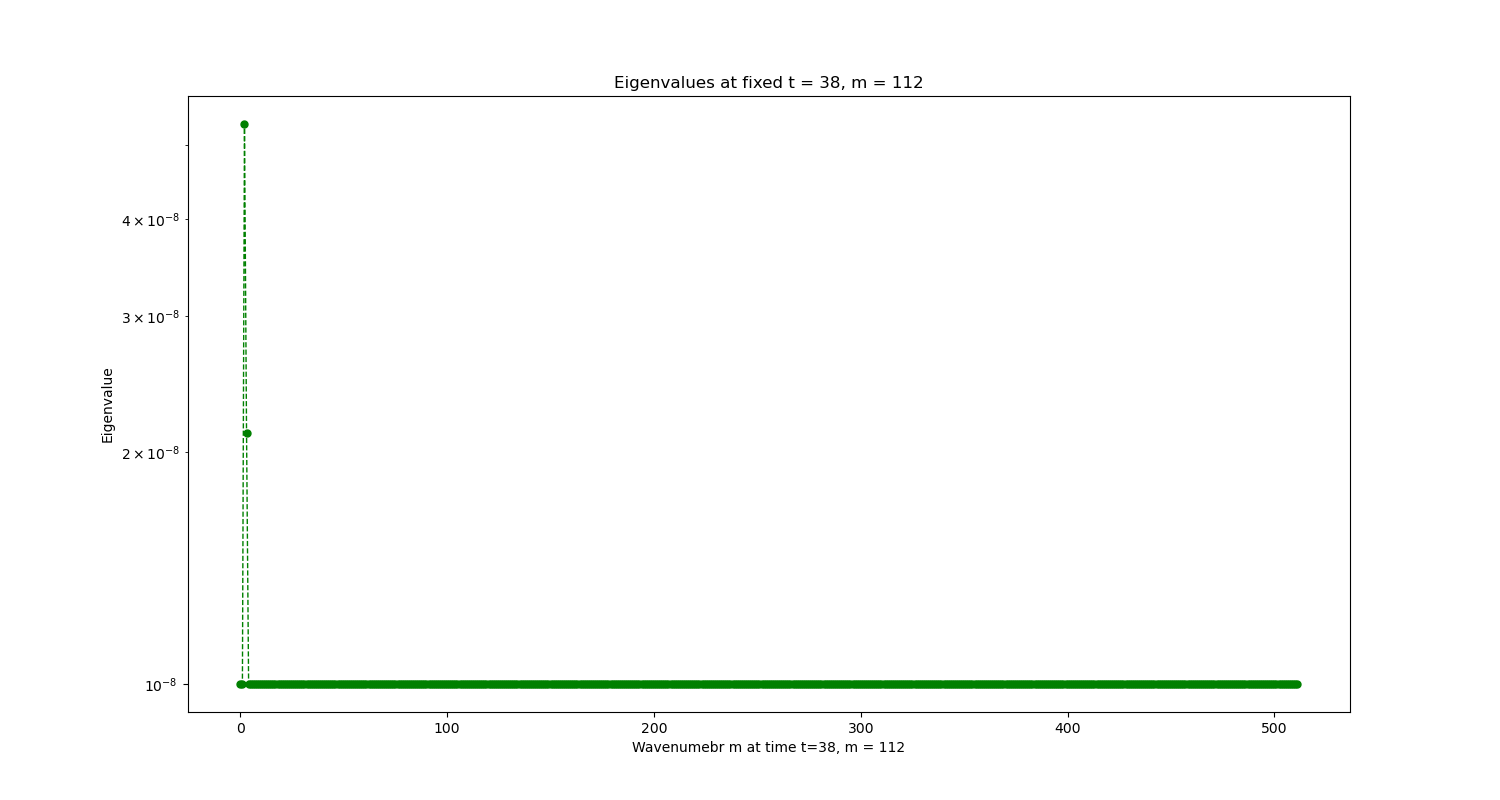 Eigenvalues at fixed t = 38, m = 112
4 × 10⁻⁸
3 × 10⁻⁸
Eigenvalue
2 × 10⁻⁸
10⁻⁸
0 100 200 300 400 500
Wavenumebr m at time t=38, m = 112